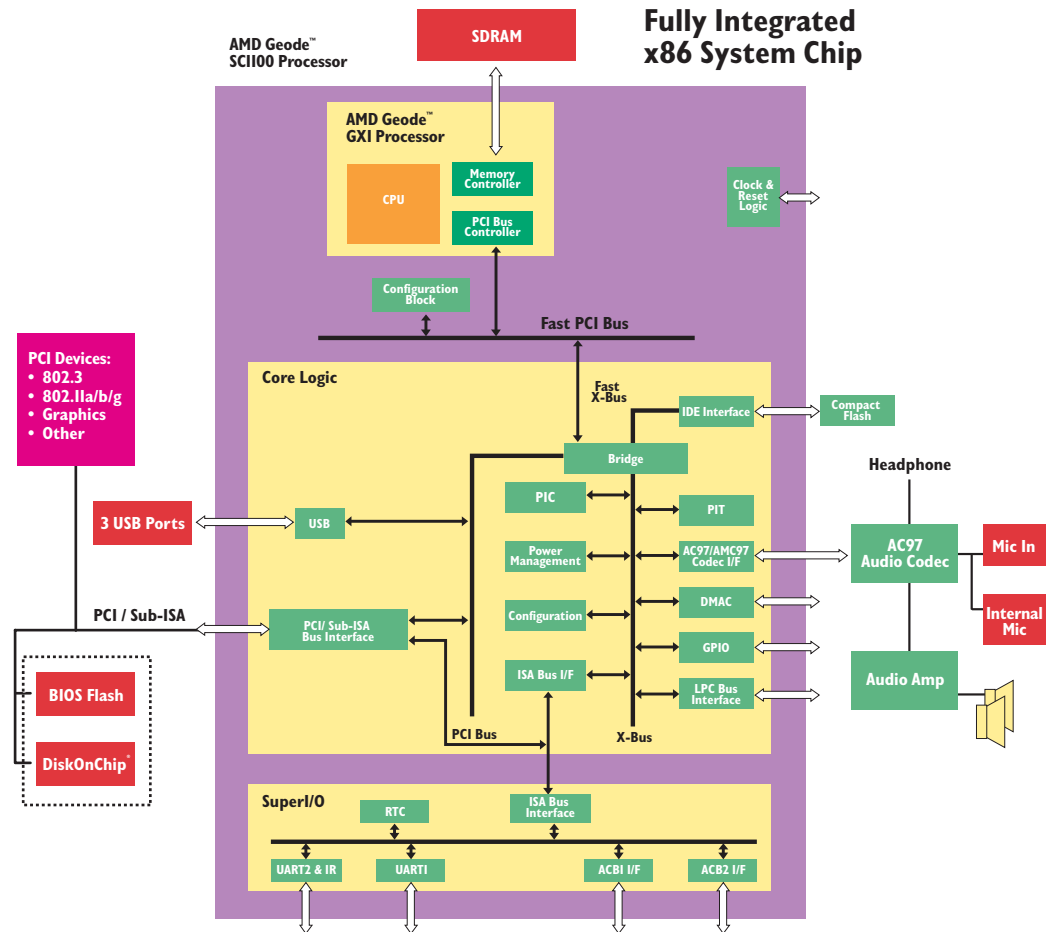 Fully Integrated
x86 System Chip
AMD Geode™
SC1100 Processor
SDRAM
AMD Geode™
GX1 Processor
CPU
Memory
Controller
PCI Bus
Controller
Clock &
Reset
Logic
Configuration
Block
Fast PCI Bus
PCI Devices:
• 802.3
• 802.11a/b/g
• Graphics
• Other
Core Logic
Fast
X-Bus
IDE Interface
Compact
Flash
Bridge
Headphone
PIC
PIT
3 USB Ports
USB
Power
Management
AC97/AMC97
Codec I/F
AC97
Audio Codec
Mic In
PCI / Sub-ISA
PCI/ Sub-ISA
Bus Interface
Configuration
DMAC
Internal
Mic
GPIO
ISA Bus I/F
LPC Bus
Interface
Audio Amp
BIOS Flash
DiskOnChip®
PCI Bus
X-Bus
SuperI/O
RTC
ISA Bus
Interface
UART2 & IR
UART1
ACB1 I/F
ACB2 I/F